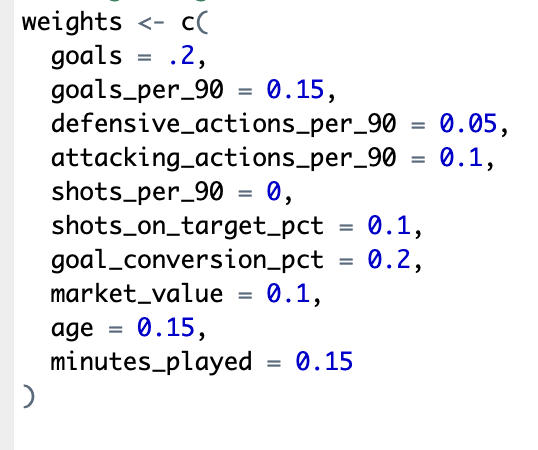 weights <- c(
  goals = .2,
  goals_per_90 = 0.15,
  defensive_actions_per_90 = 0.05,
  attacking_actions_per_90 = 0.1,
  shots_per_90 = 0,
  shots_on_target_pct = 0.1,
  goal_conversion_pct = 0.2,
  market_value = 0.1,
  age = 0.15,
  minutes_played = 0.15
)